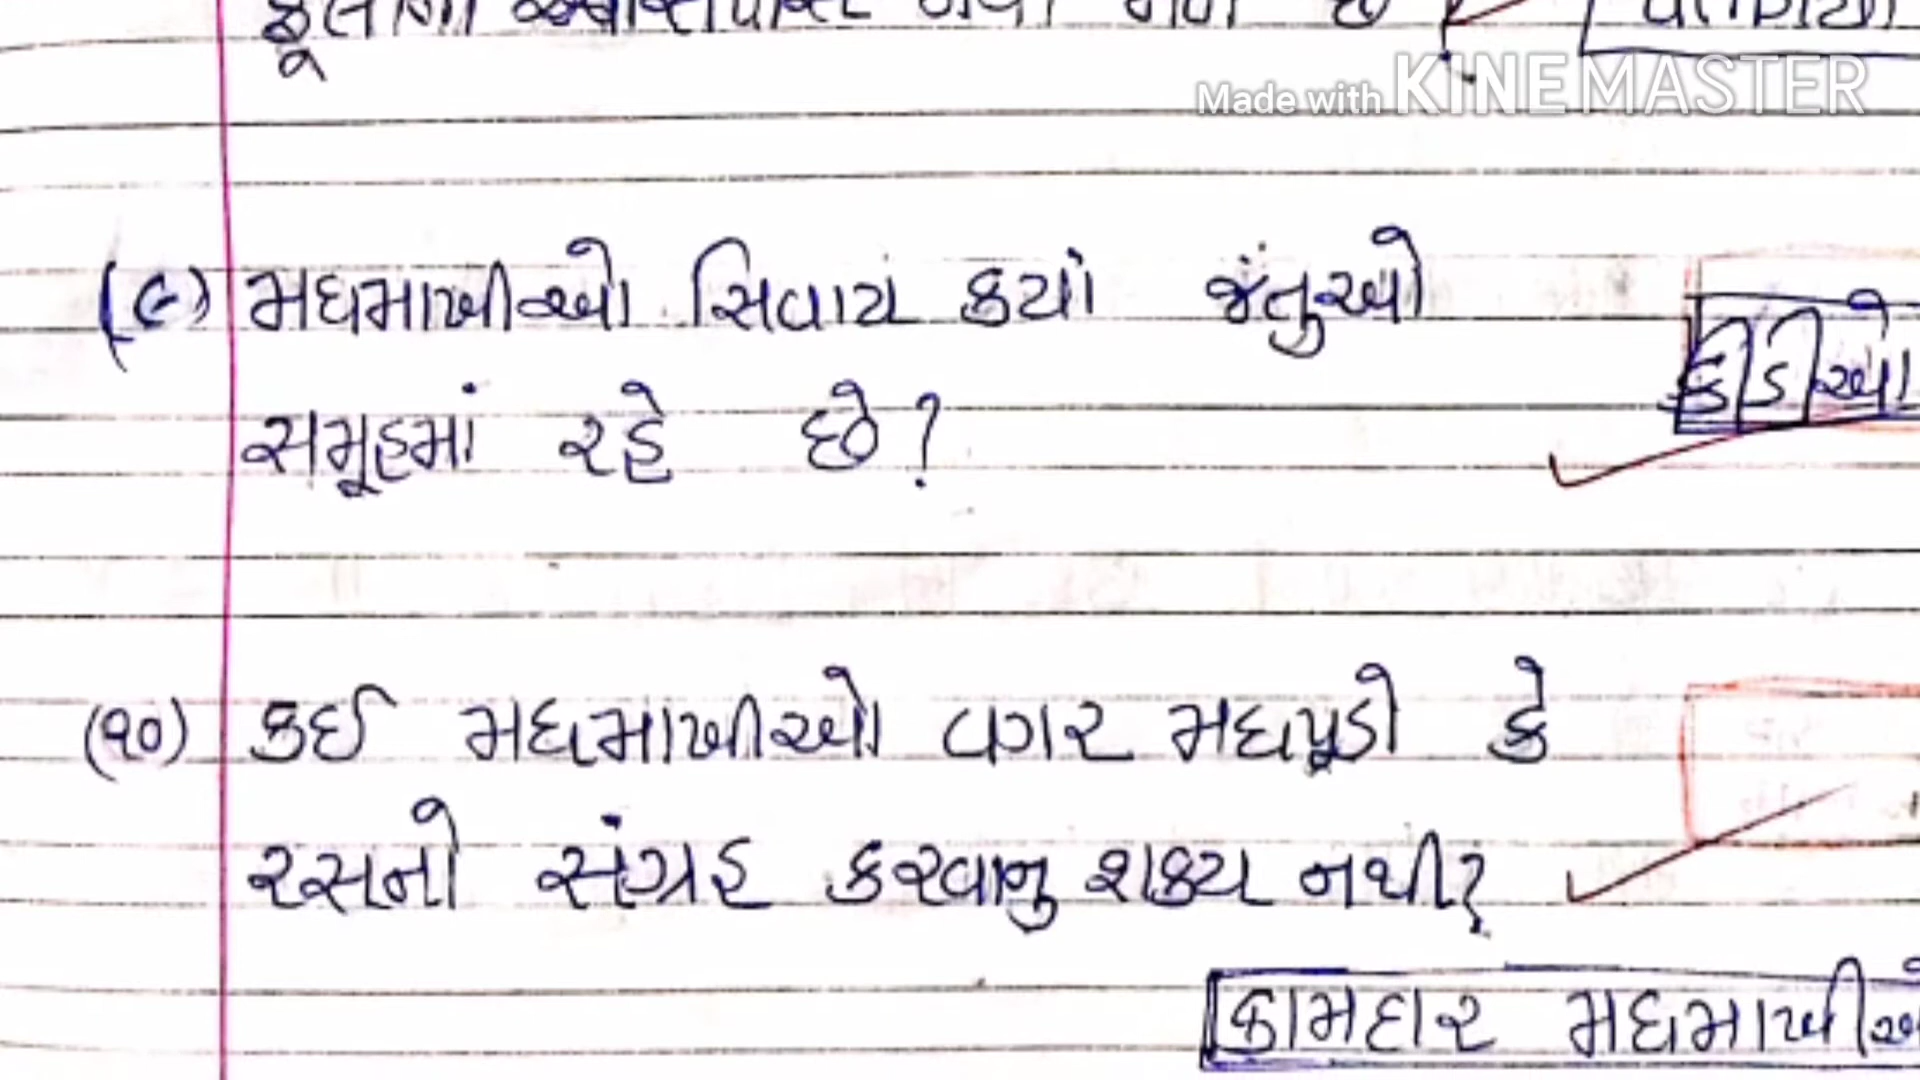 Made with KINEMASTER
(૯) મધમાખીઓ સિવાય કયાં જંતુઓ
કીડીઓ
સમૂહમાં રહે છે?
(૧૦) કઈ મધમાખીઓ વગર મધપૂડો કે
રસનો સંગ્રહ કરવાનુ શકય નથી?
કામદાર મધમાખીઓ